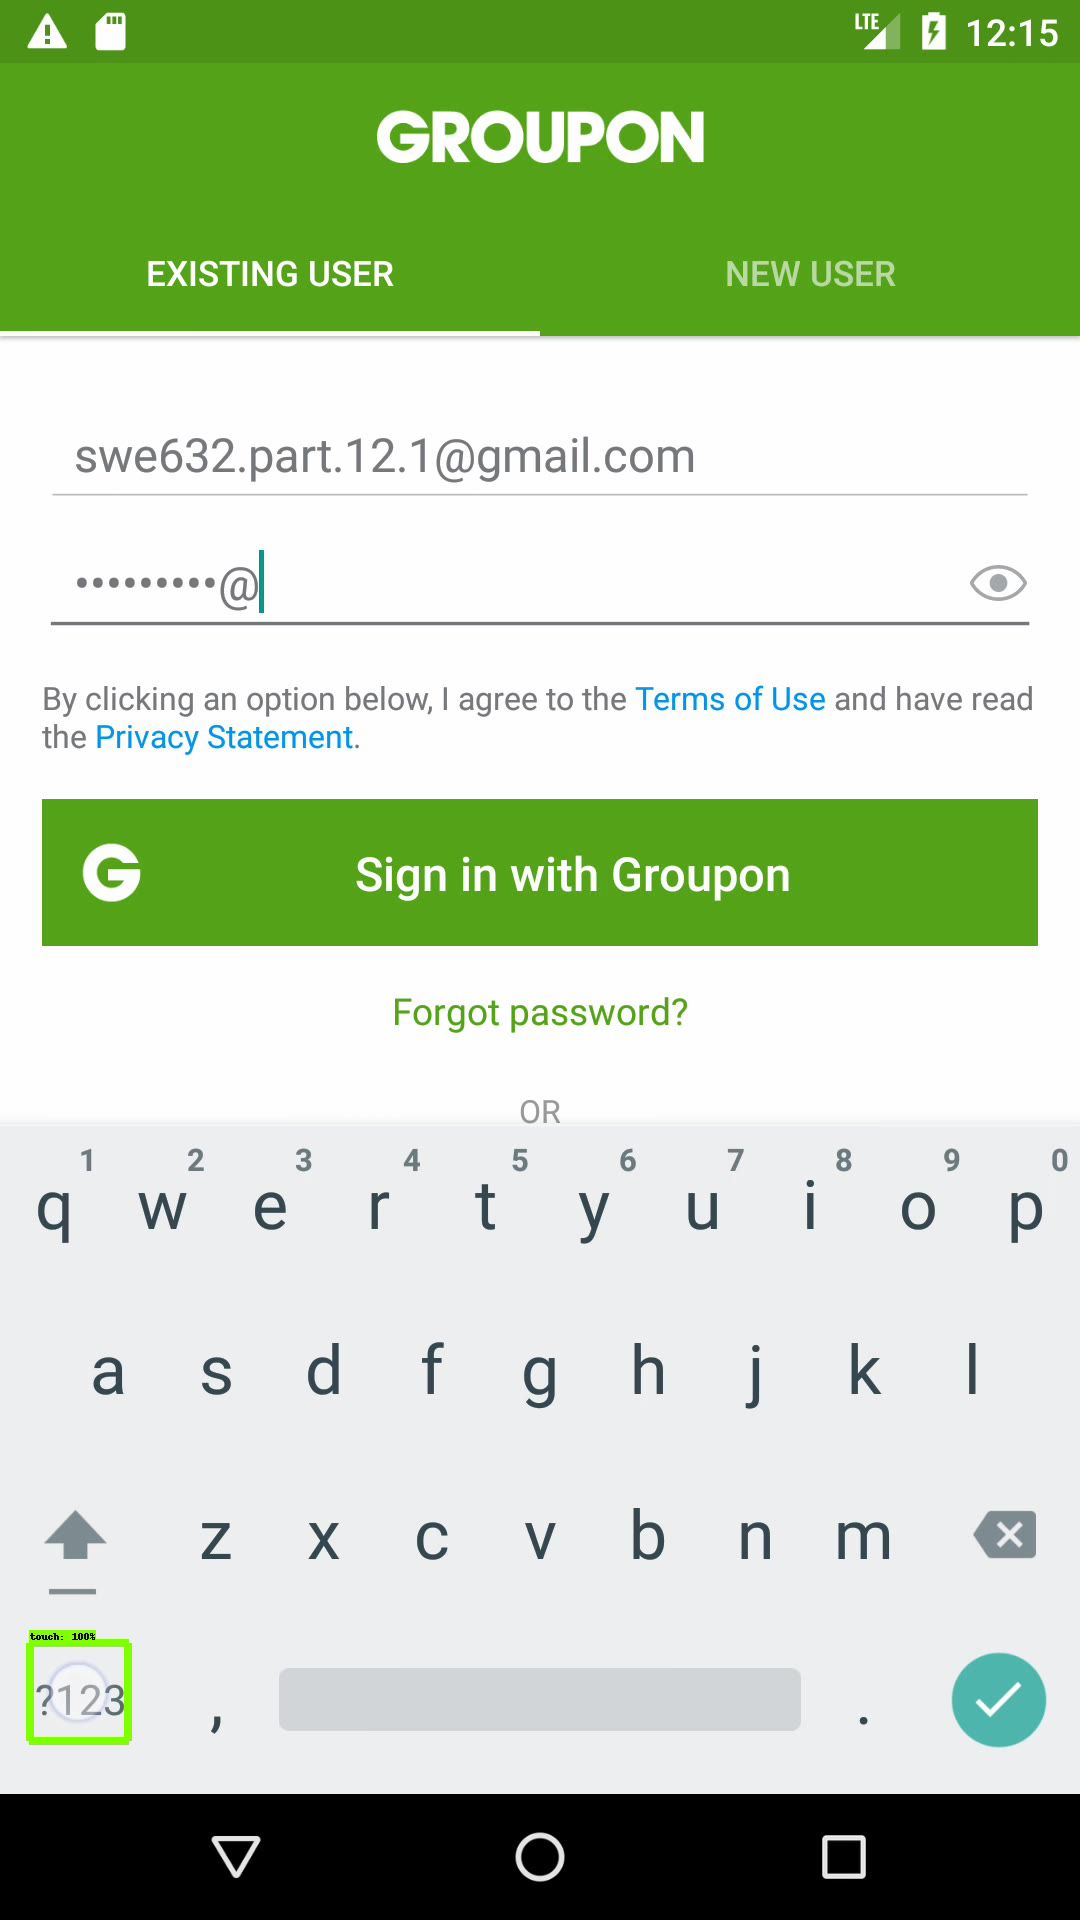 LTE 12:15
GROUPON
EXISTING USER NEW USER
swe632.part.12.1@gmail.com
•••••••••@
By clicking an option below, I agree to the Terms of Use and have read
the Privacy Statement.
G Sign in with Groupon
Forgot password?
OR
1 2 3 4 5 6 7 8 9 0
q w e r t y u i o p
a s d f g h j k l
z x c v b n m
touch: 100%
?123 , .